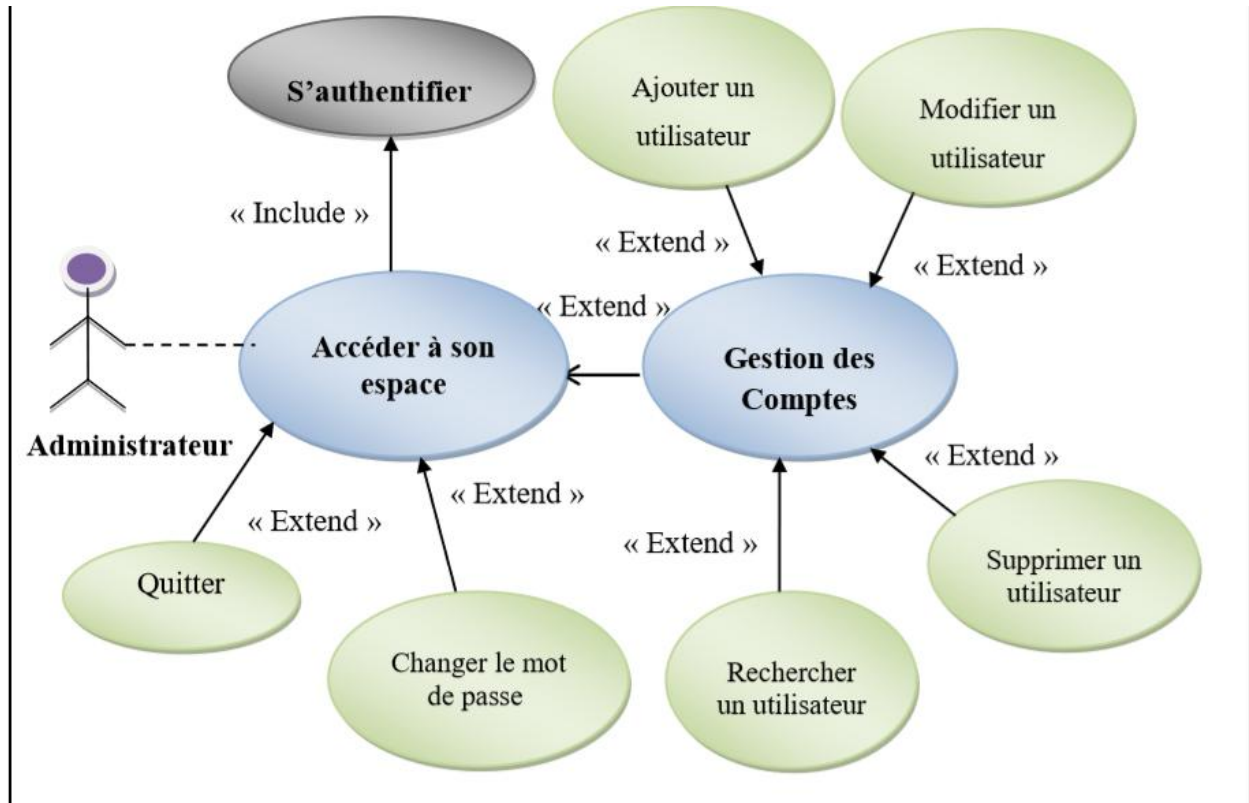 S’authentifier
Ajouter un
utilisateur
Modifier un
utilisateur
« Include »
« Extend »
« Extend »
« Extend »
Accéder à son
espace
Gestion des
Comptes
Administrateur
« Extend »
« Extend »
« Extend »
« Extend »
Quitter
Supprimer un
utilisateur
Changer le mot
de passe
Rechercher
un utilisateur